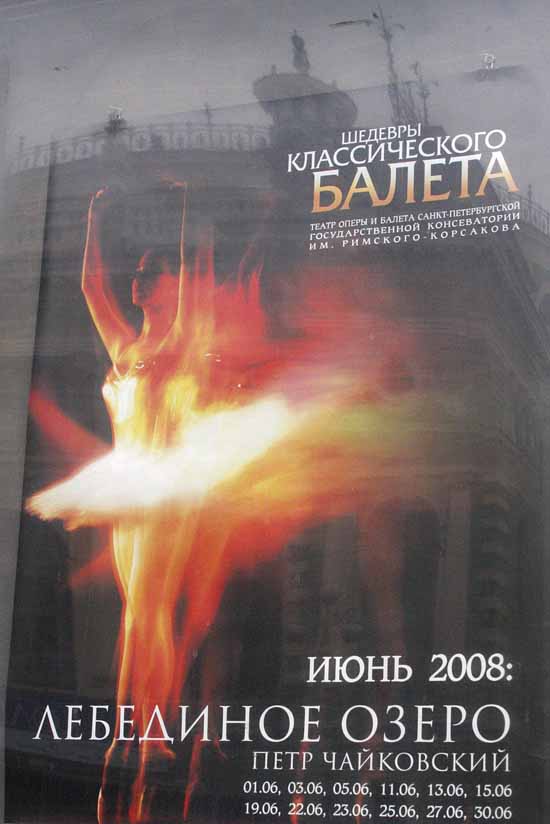 ШЕДЕВРЫ
КЛАССИЧЕСКОГО
БАЛЕТА
ТЕАТР ОПЕРЫ И БАЛЕТА САНКТ-ПЕТЕРБУРГСКОЙ
ГОСУДАРСТВЕННОЙ КОНСЕВАТОРИИ
ИМ. РИМСКОГО-КОРСАКОВА
ИЮНЬ 2008:
ЛЕБЕДИНОЕ ОЗЕРО
ПЕТР ЧАЙКОВСКИЙ
01.06, 03.06, 05.06, 11.06, 13.06, 15.06
19.06, 22.06, 23.06, 25.06, 27.06, 30.06